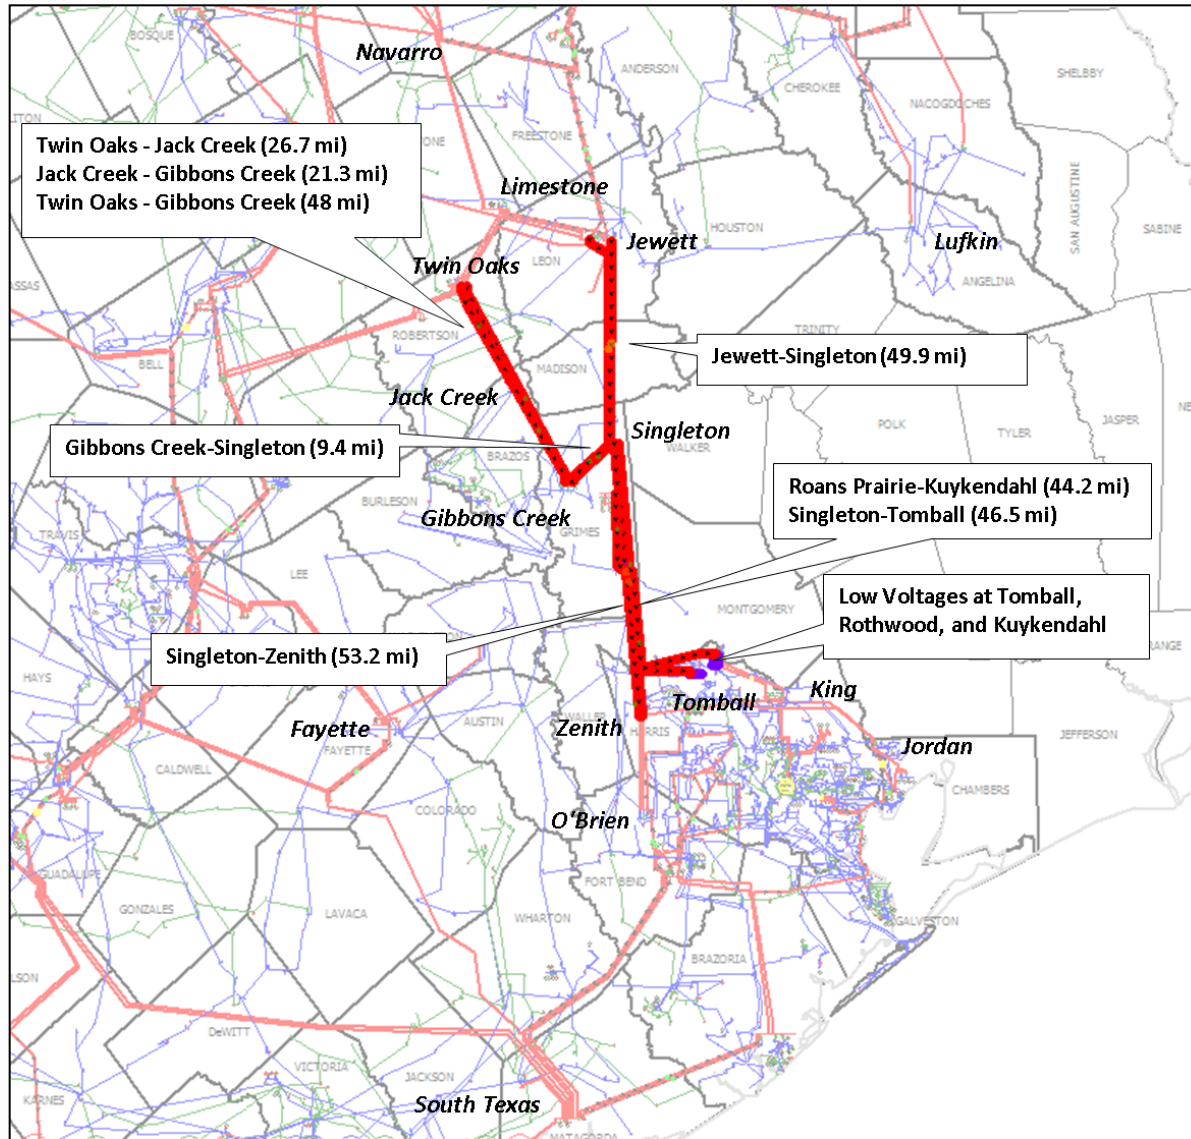 BOSQUE
Navarro
ANDERSON
SHELBBY
CHEROKEE
NACOGDOCHES
FREESTONE
Twin Oaks - Jack Creek (26.7 mi)
Jack Creek - Gibbons Creek (21.3 mi)
Twin Oaks - Gibbons Creek (48 mi)
Limestone
SAN AUGUSTINE
SABINE
HOUSTON
Jewett
Lufkin
LEON
Twin Oaks
ANGELINA
ROBERTSON
TRINITY
BELL
MADISON
Jewett-Singleton (49.9 mi)
Jack Creek
POLK
JASPER
TYLER
Singleton
WALKER
Gibbons Creek-Singleton (9.4 mi)
BRAZOS
Roans Prairie-Kuykendahl (44.2 mi)
Singleton-Tomball (46.5 mi)
BURLESON
Gibbons Creek
GRIMES
TRAVIS
LEE
MONTGOMERY
Low Voltages at Tomball,
Rothwood, and Kuykendahl
Singleton-Zenith (53.2 mi)
HAYS
King
Tomball
AUSTIN
WALLER
Zenith
HARRIS
Fayette
FAYETTE
JEFFERSON
Jordan
CALDWELL
CHAMBERS
COLORADO
O'Brien
GUADALUPE
FORT BEND
GONZALES
LAVACA
WHARTON
GALVESTON
BRAZORIA
DeWITT
VICTORIA
JACKSON
KARNES
South Texas
MATAGORDA